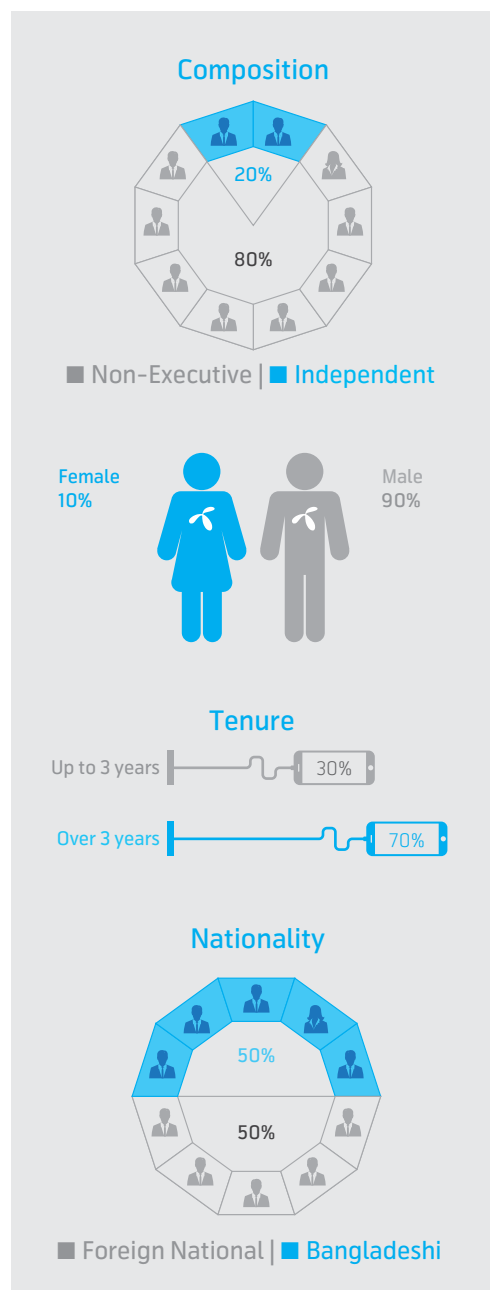 Composition
20%
80%
Non-Executive | Independent
Female
10%
Male
90%
Tenure
Up to 3 years
30%
Over 3 years
70%
Nationality
50%
50%
Foreign National | Bangladeshi